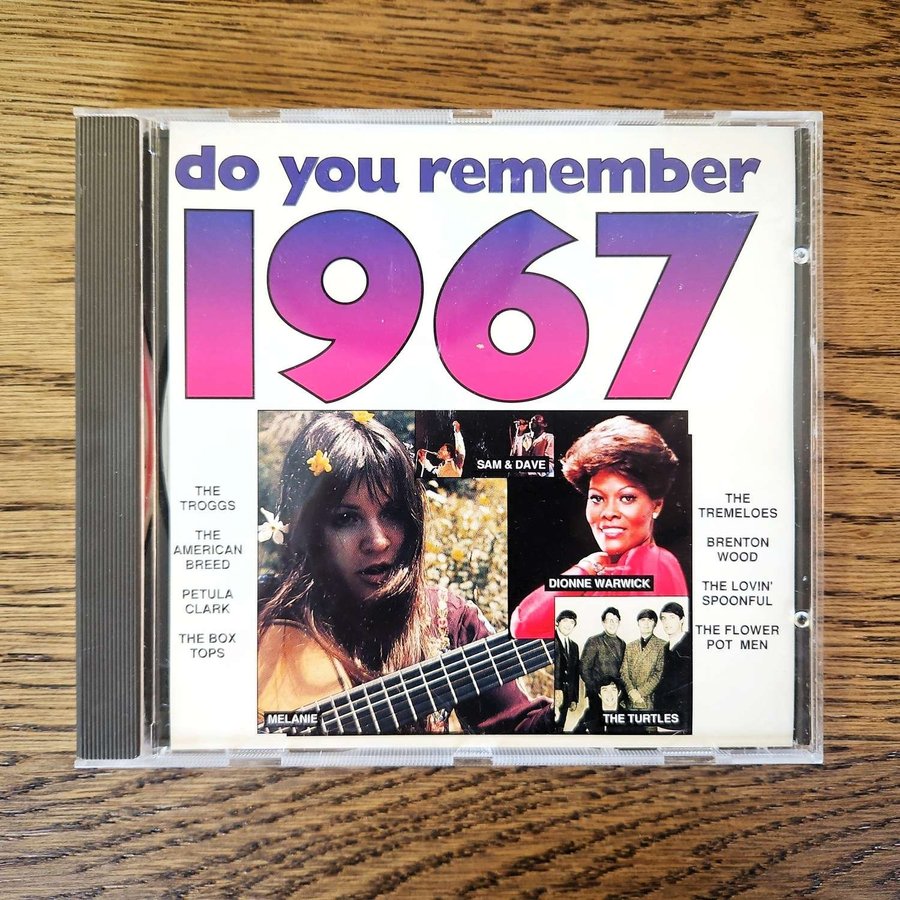 do you remember
1967
THE
TROGGS
THE
AMERICAN
BREED
PETULA
CLARK
THE BOX
TOPS
SAM & DAVE
DIONNE WARWICK
MELANIE
THE TURTLES
THE
TREMELOES
BRENTON
WOOD
THE LOVIN'
SPOONFUL
THE FLOWER
POT MEN